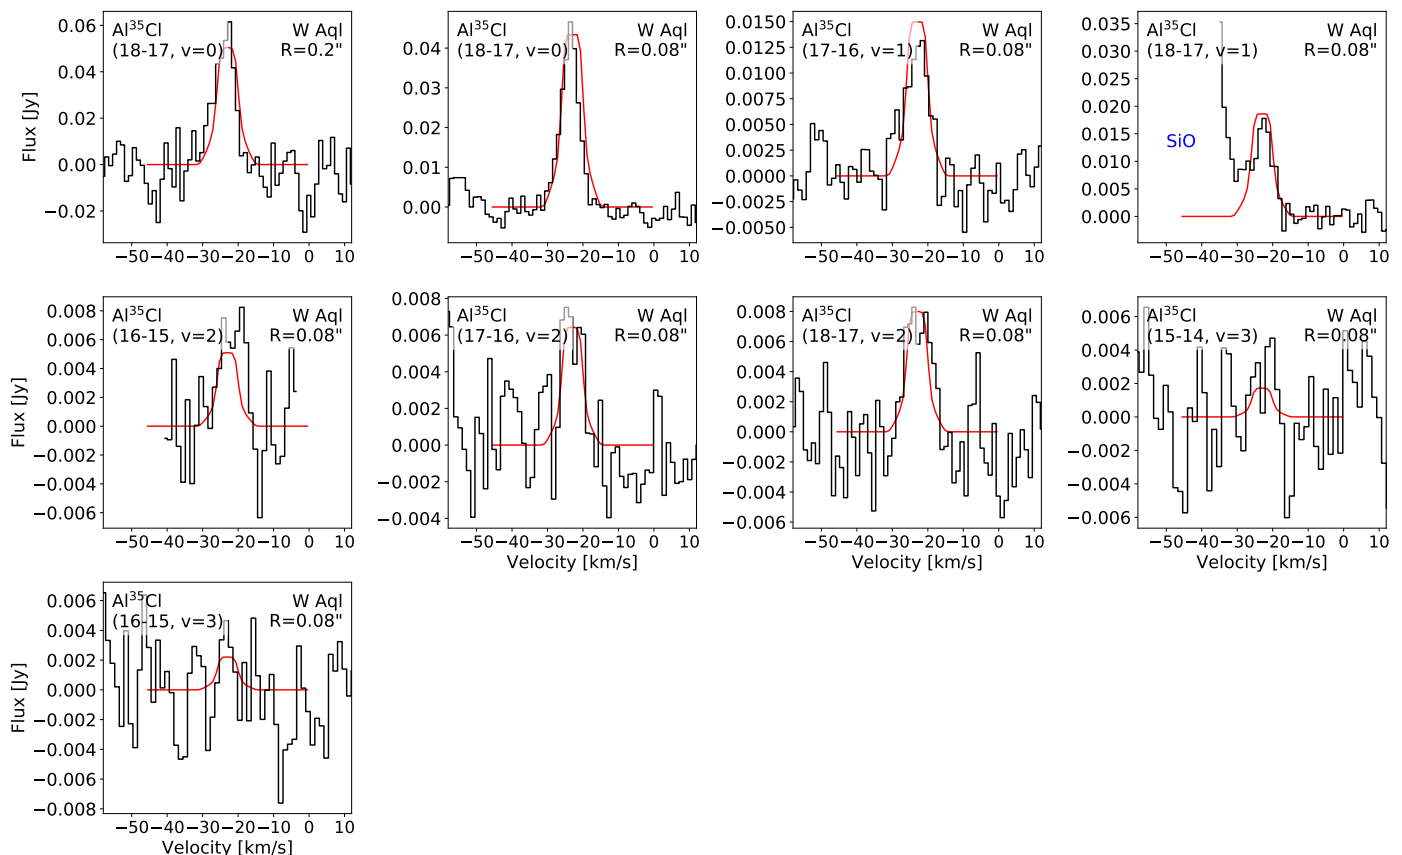 Al³⁵Cl W Aql
(18-17, v=0) R=0.2"
0.06
0.04
0.02
0.00
−0.02
Flux [Jy]
−50 −40 −30 −20 −10 0 10
Al³⁵Cl W Aql
(18-17, v=0) R=0.08"
0.04
0.02
0.00
−50 −40 −30 −20 −10 0 10
Al³⁵Cl W Aql
(17-16, v=1) R=0.08"
0.0150
0.0125
0.0100
0.0075
0.0050
0.0025
0.0000
−0.0025
−0.0050
−50 −40 −30 −20 −10 0 10
Al³⁵Cl W Aql
(18-17, v=1) R=0.08"
SiO
0.035
0.030
0.025
0.020
0.015
0.010
0.005
0.000
−50 −40 −30 −20 −10 0 10
Al³⁵Cl W Aql
(16-15, v=2) R=0.08"
0.008
0.006
0.004
0.002
0.000
−0.002
−0.004
−0.006
Flux [Jy]
−50 −40 −30 −20 −10 0 10
Al³⁵Cl W Aql
(17-16, v=2) R=0.08"
0.008
0.006
0.004
0.002
0.000
−0.002
−0.004
−50 −40 −30 −20 −10 0 10
Velocity [km/s]
Al³⁵Cl W Aql
(18-17, v=2) R=0.08"
0.008
0.006
0.004
0.002
0.000
−0.002
−0.004
−0.006
−50 −40 −30 −20 −10 0 10
Velocity [km/s]
Al³⁵Cl W Aql
(15-14, v=3) R=0.08"
0.006
0.004
0.002
0.000
−0.002
−0.004
−0.006
−50 −40 −30 −20 −10 0 10
Velocity [km/s]
Al³⁵Cl W Aql
(16-15, v=3) R=0.08"
0.006
0.004
0.002
0.000
−0.002
−0.004
−0.006
−0.008
Flux [Jy]
−50 −40 −30 −20 −10 0 10
Velocity [km/s]